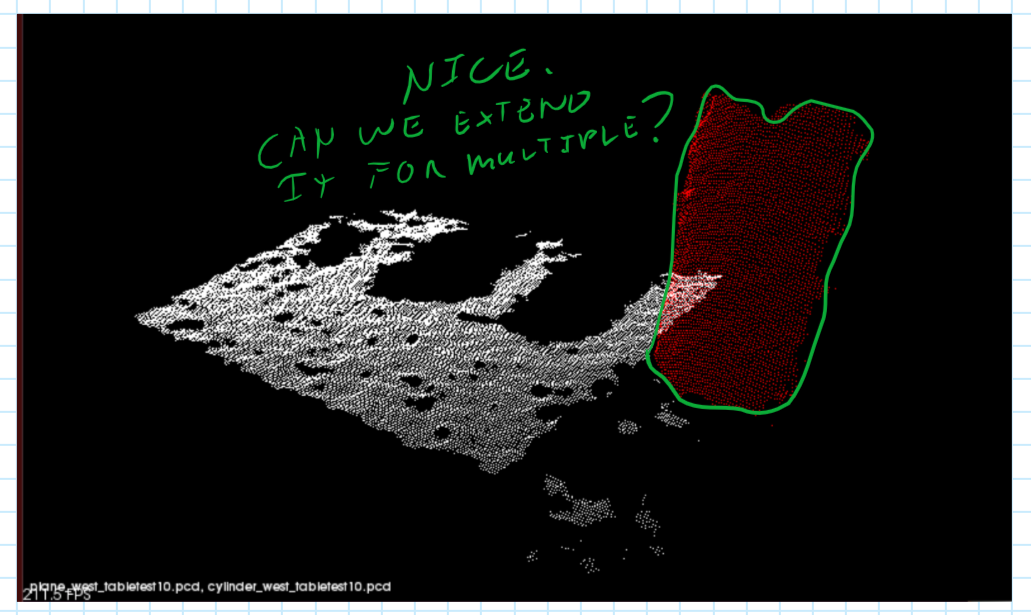 NICE.
CAN WE EXTEND
IT FOR MULTIPLE?
plane_west_tabletest10.pcd, cylinder_west_tabletest10.pcd
211.5 FPS